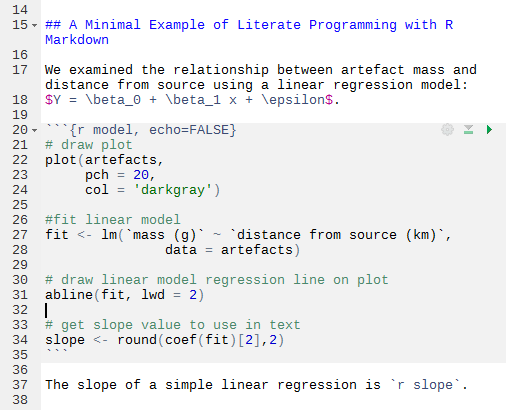 14
15 ## A Minimal Example of Literate Programming with R
Markdown
16
17 We examined the relationship between artefact mass and
distance from source using a linear regression model:
18 $Y = \beta_0 + \beta_1 x + \epsilon$.
19
20 ```{r model, echo=FALSE}
21 # draw plot
22 plot(artefacts,
23      pch = 20,
24      col = 'darkgray')
25
26 #fit linear model
27 fit <- lm(`mass (g)` ~ `distance from source (km)`,
28                data = artefacts)
29
30 # draw linear model regression line on plot
31 abline(fit, lwd = 2)
32
33 # get slope value to use in text
34 slope <- round(coef(fit)[2],2)
35 ```
36
37 The slope of a simple linear regression is `r slope`.
38